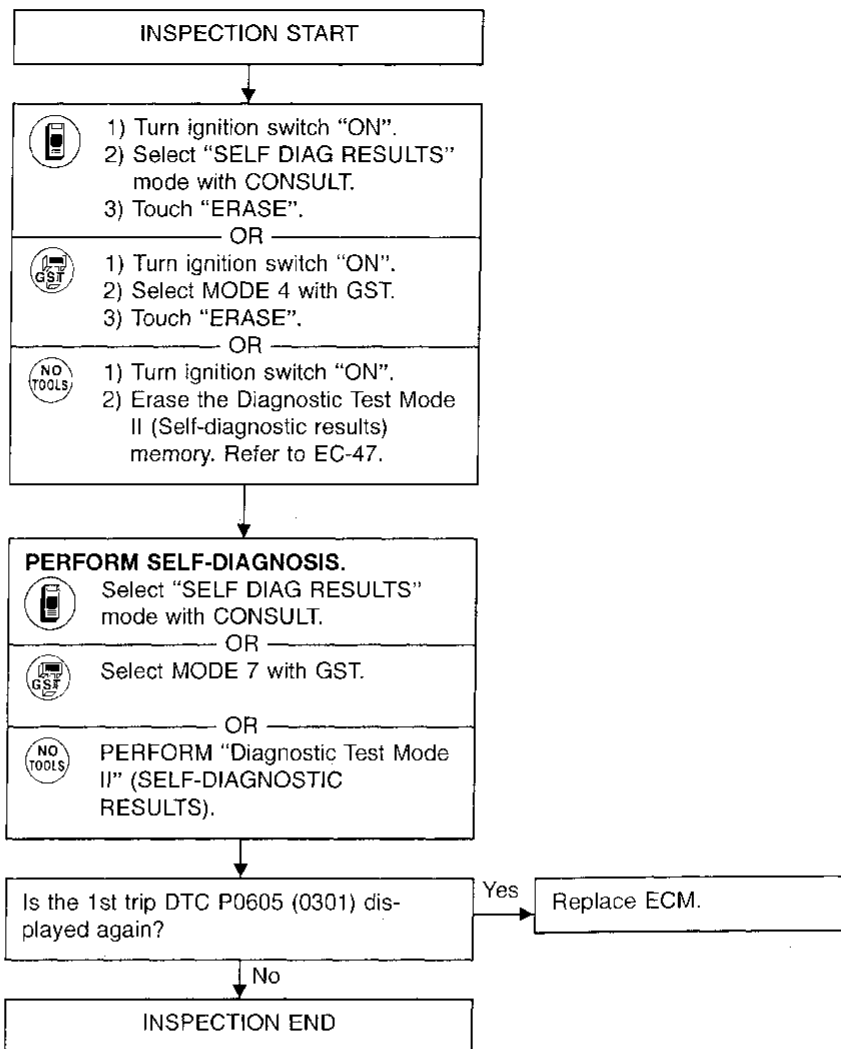 INSPECTION START
1) Turn ignition switch "ON".
2) Select "SELF DIAG RESULTS"
mode with CONSULT.
3) Touch "ERASE".
OR
GST
1) Turn ignition switch "ON".
2) Select MODE 4 with GST.
3) Touch "ERASE".
OR
NO
TOOLS
1) Turn ignition switch "ON".
2) Erase the Diagnostic Test Mode
II (Self-diagnostic results)
memory. Refer to EC-47.
PERFORM SELF-DIAGNOSIS.
Select "SELF DIAG RESULTS"
mode with CONSULT.
OR
GST
Select MODE 7 with GST.
OR
NO
TOOLS
PERFORM "Diagnostic Test Mode
II" (SELF-DIAGNOSTIC
RESULTS).
Is the 1st trip DTC P0605 (0301) dis-
played again?
Yes
Replace ECM.
No
INSPECTION END